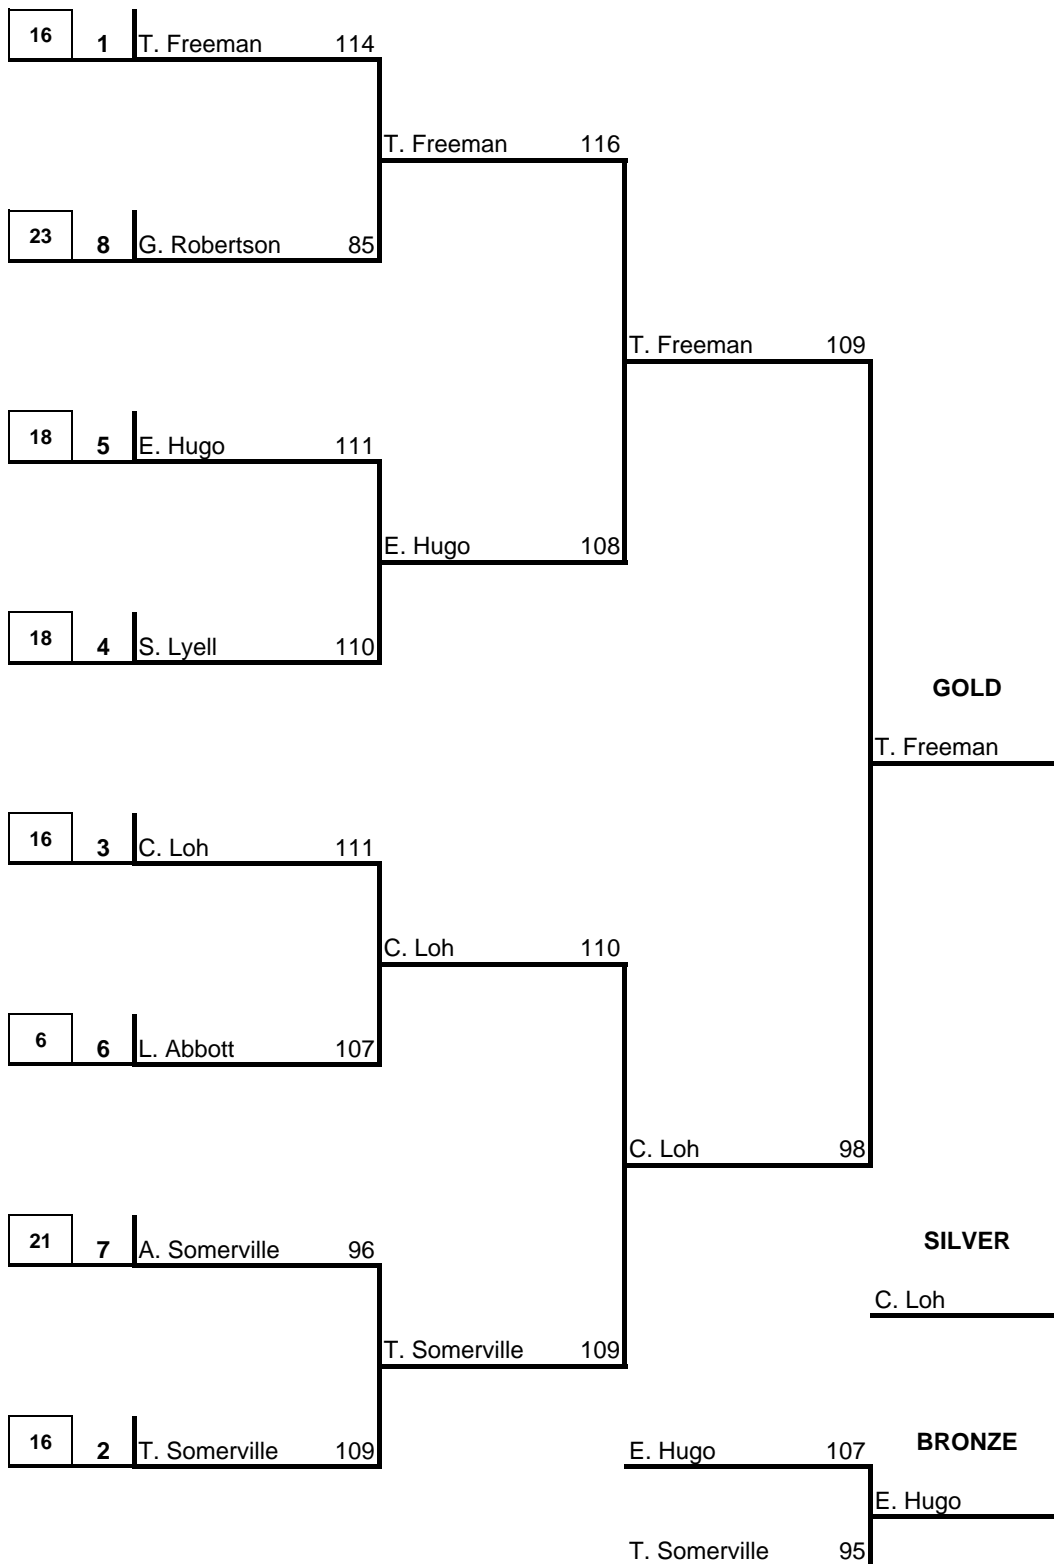 16 1 T. Freeman 114
T. Freeman 116
23 8 G. Robertson 85
T. Freeman 109
18 5 E. Hugo 111
E. Hugo 108
18 4 S. Lyell 110
GOLD
T. Freeman
16 3 C. Loh 111
C. Loh 110
6 6 L. Abbott 107
C. Loh 98
21 7 A. Somerville 96
SILVER
C. Loh
T. Somerville 109
16 2 T. Somerville 109
E. Hugo 107
BRONZE
E. Hugo
T. Somerville 95